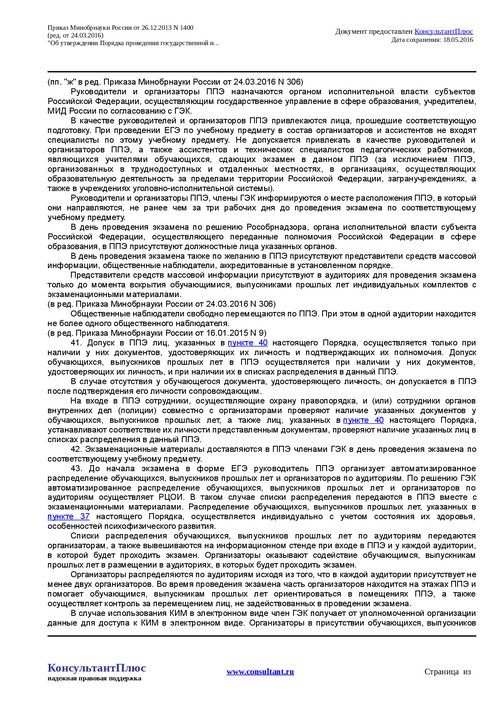 Приказ Минобрнауки России от 26.12.2013 N 1400
(ред. от 24.03.2016)
"Об утверждении Порядка проведения государственной и...
Документ предоставлен КонсультантПлюс
Дата сохранения: 18.05.2016
(пп. "ж" в ред. Приказа Минобрнауки России от 24.03.2016 N 306)
Руководители и организаторы ППЭ назначаются органом исполнительной власти субъектов
Российской Федерации, осуществляющим государственное управление в сфере образования, учредителем,
МИД России по согласованию с ГЭК.
В качестве руководителей и организаторов ППЭ привлекаются лица, прошедшие соответствующую
подготовку. При проведении ЕГЭ по учебному предмету в состав организаторов и ассистентов не входят
специалисты по этому учебному предмету. Не допускается привлекать в качестве руководителей и
организаторов ППЭ, а также ассистентов и технических специалистов педагогических работников,
являющихся учителями обучающихся, сдающих экзамен в данном ППЭ (за исключением ППЭ,
организованных в труднодоступных и отдаленных местностях, в организациях, осуществляющих
образовательную деятельность за пределами территории Российской Федерации, загранучреждениях, а
также в учреждениях уголовно-исполнительной системы).
Руководители и организаторы ППЭ, члены ГЭК информируются о месте расположения ППЭ, в который
они направляются, не ранее чем за три рабочих дня до проведения экзамена по соответствующему
учебному предмету.
В день проведения экзамена по решению Рособрнадзора, органа исполнительной власти субъекта
Российской Федерации, осуществляющего переданные полномочия Российской Федерации в сфере
образования, в ППЭ присутствуют должностные лица указанных органов.
В день проведения экзамена также по желанию в ППЭ присутствуют представители средств массовой
информации, общественные наблюдатели, аккредитованные в установленном порядке.
Представители средств массовой информации присутствуют в аудиториях для проведения экзамена
только до момента вскрытия обучающимися, выпускниками прошлых лет индивидуальных комплектов с
экзаменационными материалами.
(в ред. Приказа Минобрнауки России от 24.03.2016 N 306)
Общественные наблюдатели свободно перемещаются по ППЭ. При этом в одной аудитории находится
не более одного общественного наблюдателя.
(в ред. Приказа Минобрнауки России от 16.01.2015 N 9)
41. Допуск в ППЭ лиц, указанных в пункте 40 настоящего Порядка, осуществляется только при
наличии у них документов, удостоверяющих их личность и подтверждающих их полномочия. Допуск
обучающихся, выпускников прошлых лет в ППЭ осуществляется при наличии у них документов,
удостоверяющих их личность, и при наличии их в списках распределения в данный ППЭ.
В случае отсутствия у обучающегося документа, удостоверяющего личность, он допускается в ППЭ
после подтверждения его личности сопровождающим.
На входе в ППЭ сотрудники, осуществляющие охрану правопорядка, и (или) сотрудники органов
внутренних дел (полиции) совместно с организаторами проверяют наличие указанных документов у
обучающихся, выпускников прошлых лет, а также лиц, указанных в пункте 40 настоящего Порядка,
устанавливают соответствие их личности представленным документам, проверяют наличие указанных лиц в
списках распределения в данный ППЭ.
42. Экзаменационные материалы доставляются в ППЭ членами ГЭК в день проведения экзамена по
соответствующему учебному предмету.
43. До начала экзамена в форме ЕГЭ руководитель ППЭ организует автоматизированное
распределение обучающихся, выпускников прошлых лет и организаторов по аудиториям. По решению ГЭК
автоматизированное распределение обучающихся, выпускников прошлых лет и организаторов по
аудиториям осуществляет РЦОИ. В таком случае списки распределения передаются в ППЭ вместе с
экзаменационными материалами. Распределение обучающихся, выпускников прошлых лет, указанных в
пункте 37 настоящего Порядка, осуществляется индивидуально с учетом состояния их здоровья,
особенностей психофизического развития.
Списки распределения обучающихся, выпускников прошлых лет по аудиториям передаются
организаторам, а также вывешиваются на информационном стенде при входе в ППЭ и у каждой аудитории,
в которой будет проходить экзамен. Организаторы оказывают содействие обучающимся, выпускникам
прошлых лет в размещении в аудиториях, в которых будет проходить экзамен.
Организаторы распределяются по аудиториям исходя из того, что в каждой аудитории присутствует не
менее двух организаторов. Во время проведения экзамена часть организаторов находится на этажах ППЭ и
помогает обучающимся, выпускникам прошлых лет ориентироваться в помещениях ППЭ, а также
осуществляет контроль за перемещением лиц, не задействованных в проведении экзамена.
В случае использования КИМ в электронном виде член ГЭК получает от уполномоченной организации
данные для доступа к КИМ в электронном виде. Организаторы в присутствии обучающихся, выпускников
КонсультантПлюс
надежная правовая поддержка
www.consultant.ru
Страница из